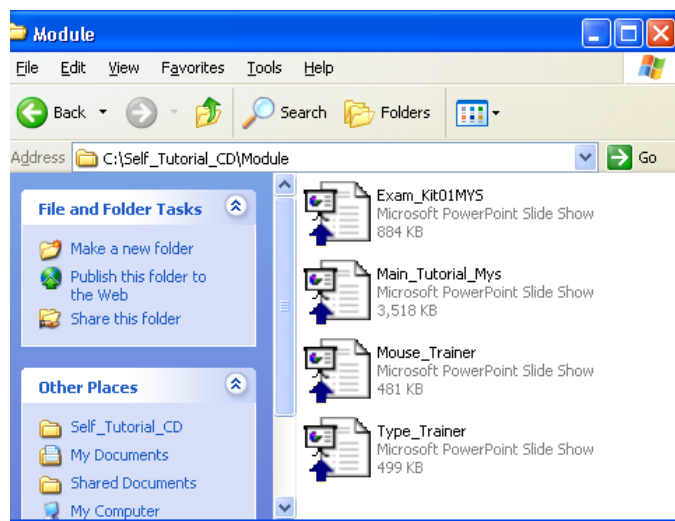 Module
File Edit View Favorites Tools Help
Back Search Folders
Address C:\Self_Tutorial_CD\Module Go
File and Folder Tasks
Make a new folder
Publish this folder to
the Web
Share this folder
Other Places
Self_Tutorial_CD
My Documents
Shared Documents
My Computer
Exam_Kit01MYS
Microsoft PowerPoint Slide Show
884 KB
Main_Tutorial_Mys
Microsoft PowerPoint Slide Show
3,518 KB
Mouse_Trainer
Microsoft PowerPoint Slide Show
481 KB
Type_Trainer
Microsoft PowerPoint Slide Show
499 KB